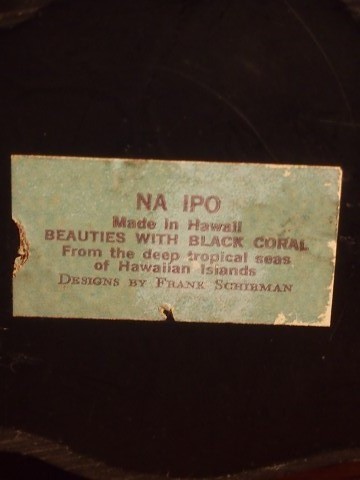 NA IPO
Made in Hawaii
BEAUTIES WITH BLACK CORAL
From the deep tropical seas
of Hawaiian Islands
DESIGNS BY FRANK SCHIRMAN